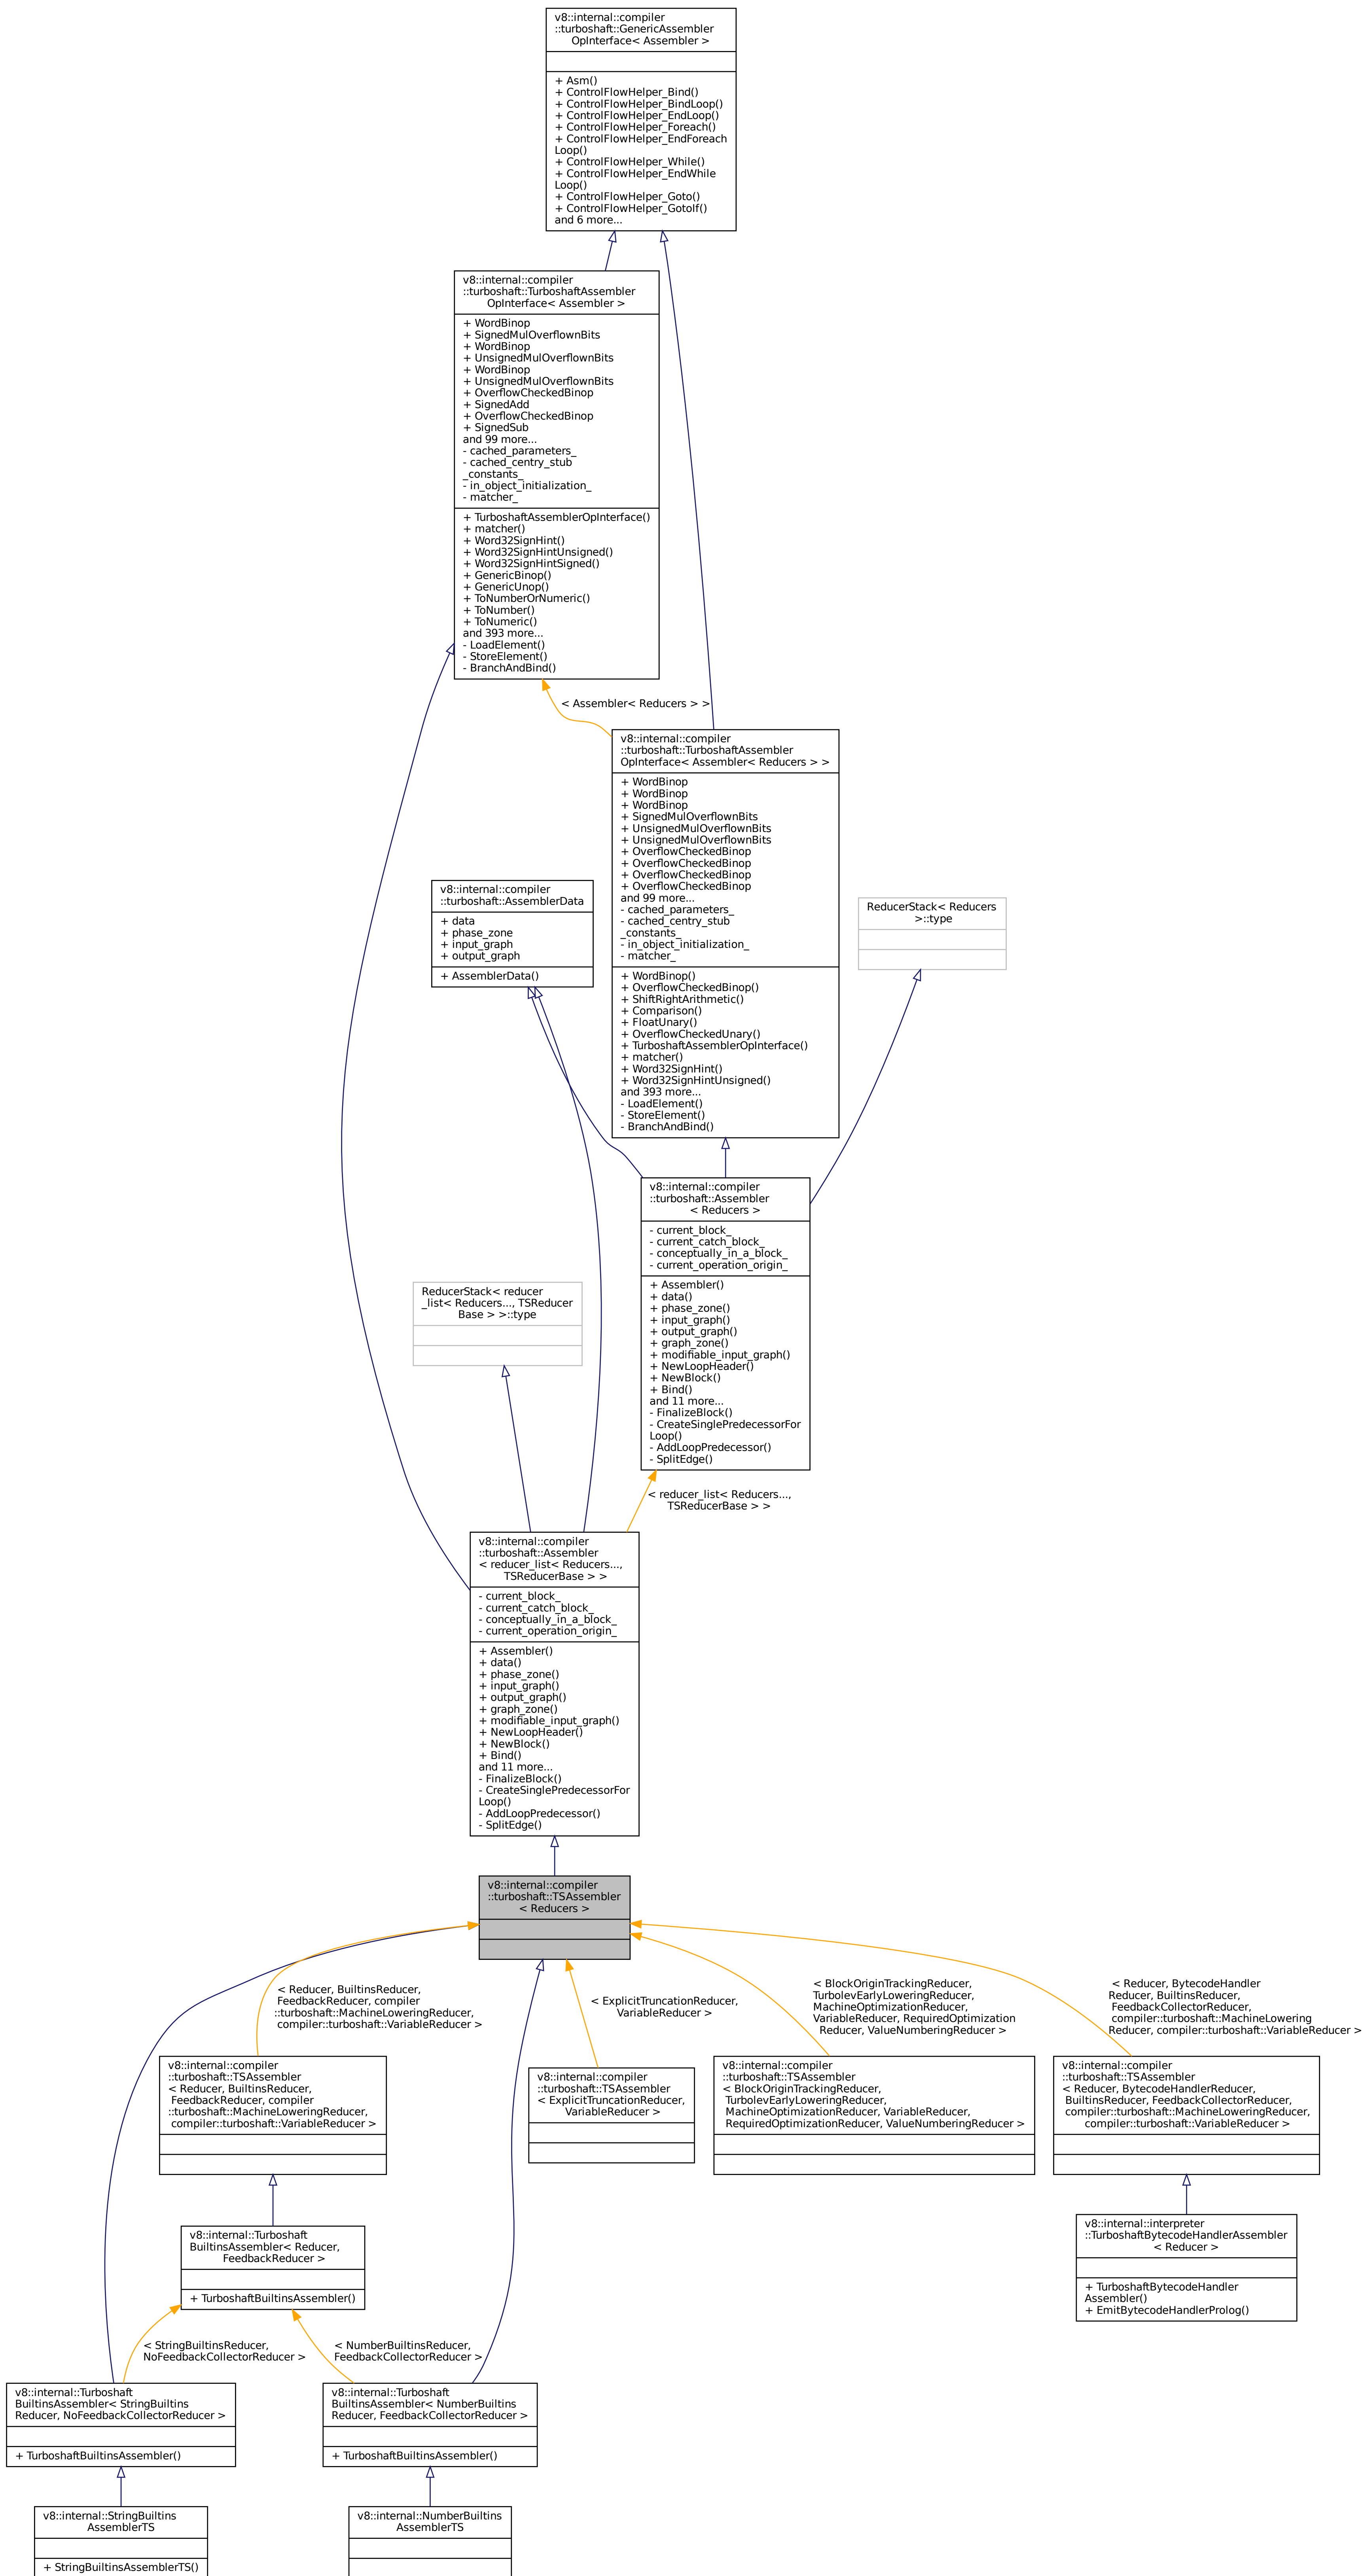 v8::internal::compiler
::turboshaft::GenericAssembler
OpInterface< Assembler >
+ Asm()
+ ControlFlowHelper_Bind()
+ ControlFlowHelper_BindLoop()
+ ControlFlowHelper_EndLoop()
+ ControlFlowHelper_Foreach()
+ ControlFlowHelper_EndForeach
Loop()
+ ControlFlowHelper_While()
+ ControlFlowHelper_EndWhile
Loop()
+ ControlFlowHelper_Goto()
+ ControlFlowHelper_GotoIf()
and 6 more...
v8::internal::compiler
::turboshaft::TurboshaftAssembler
OpInterface< Assembler >
+ WordBinop
+ SignedMulOverflownBits
+ WordBinop
+ UnsignedMulOverflownBits
+ WordBinop
+ UnsignedMulOverflownBits
+ OverflowCheckedBinop
+ SignedAdd
+ OverflowCheckedBinop
+ SignedSub
and 99 more...
- cached_parameters_
- cached_centry_stub
_constants_
- in_object_initialization_
- matcher_
+ TurboshaftAssemblerOpInterface()
+ matcher()
+ Word32SignHint()
+ Word32SignHintUnsigned()
+ Word32SignHintSigned()
+ GenericBinop()
+ GenericUnop()
+ ToNumberOrNumeric()
+ ToNumber()
+ ToNumeric()
and 393 more...
- LoadElement()
- StoreElement()
- BranchAndBind()
< Assembler< Reducers > >
v8::internal::compiler
::turboshaft::TurboshaftAssembler
OpInterface< Assembler< Reducers > >
+ WordBinop
+ WordBinop
+ WordBinop
+ SignedMulOverflownBits
+ UnsignedMulOverflownBits
+ UnsignedMulOverflownBits
+ OverflowCheckedBinop
+ OverflowCheckedBinop
+ OverflowCheckedBinop
+ OverflowCheckedBinop
and 99 more...
- cached_parameters_
- cached_centry_stub
_constants_
- in_object_initialization_
- matcher_
+ WordBinop()
+ OverflowCheckedBinop()
+ ShiftRightArithmetic()
+ Comparison()
+ FloatUnary()
+ OverflowCheckedUnary()
+ TurboshaftAssemblerOpInterface()
+ matcher()
+ Word32SignHint()
+ Word32SignHintUnsigned()
and 393 more...
- LoadElement()
- StoreElement()
- BranchAndBind()
v8::internal::compiler
::turboshaft::AssemblerData
+ data
+ phase_zone
+ input_graph
+ output_graph
+ AssemblerData()
ReducerStack< Reducers
>::type
v8::internal::compiler
::turboshaft::Assembler
< Reducers >
- current_block_
- current_catch_block_
- conceptually_in_a_block_
- current_operation_origin_
+ Assembler()
+ data()
+ phase_zone()
+ input_graph()
+ output_graph()
+ graph_zone()
+ modifiable_input_graph()
+ NewLoopHeader()
+ NewBlock()
+ Bind()
and 11 more...
- FinalizeBlock()
- CreateSinglePredecessorFor
Loop()
- AddLoopPredecessor()
- SplitEdge()
ReducerStack< reducer
_list< Reducers..., TSReducer
Base > >::type
< reducer_list< Reducers...,
TSReducerBase > >
v8::internal::compiler
::turboshaft::Assembler
< reducer_list< Reducers...,
TSReducerBase > >
- current_block_
- current_catch_block_
- conceptually_in_a_block_
- current_operation_origin_
+ Assembler()
+ data()
+ phase_zone()
+ input_graph()
+ output_graph()
+ graph_zone()
+ modifiable_input_graph()
+ NewLoopHeader()
+ NewBlock()
+ Bind()
and 11 more...
- FinalizeBlock()
- CreateSinglePredecessorFor
Loop()
- AddLoopPredecessor()
- SplitEdge()
v8::internal::compiler
::turboshaft::TSAssembler
< Reducers >
< Reducer, BuiltinsReducer,
FeedbackReducer, compiler
::turboshaft::MachineLoweringReducer,
compiler::turboshaft::VariableReducer >
< ExplicitTruncationReducer,
VariableReducer >
< BlockOriginTrackingReducer,
TurbolevEarlyLoweringReducer,
MachineOptimizationReducer,
VariableReducer, RequiredOptimization
Reducer, ValueNumberingReducer >
< Reducer, BytecodeHandler
Reducer, BuiltinsReducer,
FeedbackCollectorReducer,
compiler::turboshaft::MachineLowering
Reducer, compiler::turboshaft::VariableReducer >
v8::internal::compiler
::turboshaft::TSAssembler
< Reducer, BuiltinsReducer,
FeedbackReducer, compiler
::turboshaft::MachineLoweringReducer,
compiler::turboshaft::VariableReducer >
v8::internal::compiler
::turboshaft::TSAssembler
< ExplicitTruncationReducer,
VariableReducer >
v8::internal::compiler
::turboshaft::TSAssembler
< BlockOriginTrackingReducer,
TurbolevEarlyLoweringReducer,
MachineOptimizationReducer, VariableReducer,
RequiredOptimizationReducer, ValueNumberingReducer >
v8::internal::compiler
::turboshaft::TSAssembler
< Reducer, BytecodeHandlerReducer,
BuiltinsReducer, FeedbackCollectorReducer,
compiler::turboshaft::MachineLoweringReducer,
compiler::turboshaft::VariableReducer >
v8::internal::Turboshaft
BuiltinsAssembler< Reducer,
FeedbackReducer >
+ TurboshaftBuiltinsAssembler()
v8::internal::interpreter
::TurboshaftBytecodeHandlerAssembler
< Reducer >
+ TurboshaftBytecodeHandler
Assembler()
+ EmitBytecodeHandlerProlog()
< StringBuiltinsReducer,
NoFeedbackCollectorReducer >
< NumberBuiltinsReducer,
FeedbackCollectorReducer >
v8::internal::Turboshaft
BuiltinsAssembler< StringBuiltins
Reducer, NoFeedbackCollectorReducer >
+ TurboshaftBuiltinsAssembler()
v8::internal::Turboshaft
BuiltinsAssembler< NumberBuiltins
Reducer, FeedbackCollectorReducer >
+ TurboshaftBuiltinsAssembler()
v8::internal::StringBuiltins
AssemblerTS
+ StringBuiltinsAssemblerTS()
v8::internal::NumberBuiltins
AssemblerTS